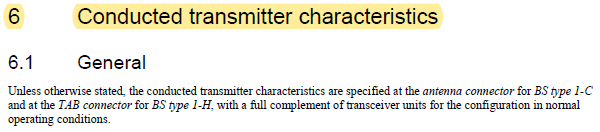 6 Conducted transmitter characteristics
6.1 General
Unless otherwise stated, the conducted transmitter characteristics are specified at the antenna connector for BS type 1-C
and at the TAB connector for BS type 1-H, with a full complement of transceiver units for the configuration in normal
operating conditions.